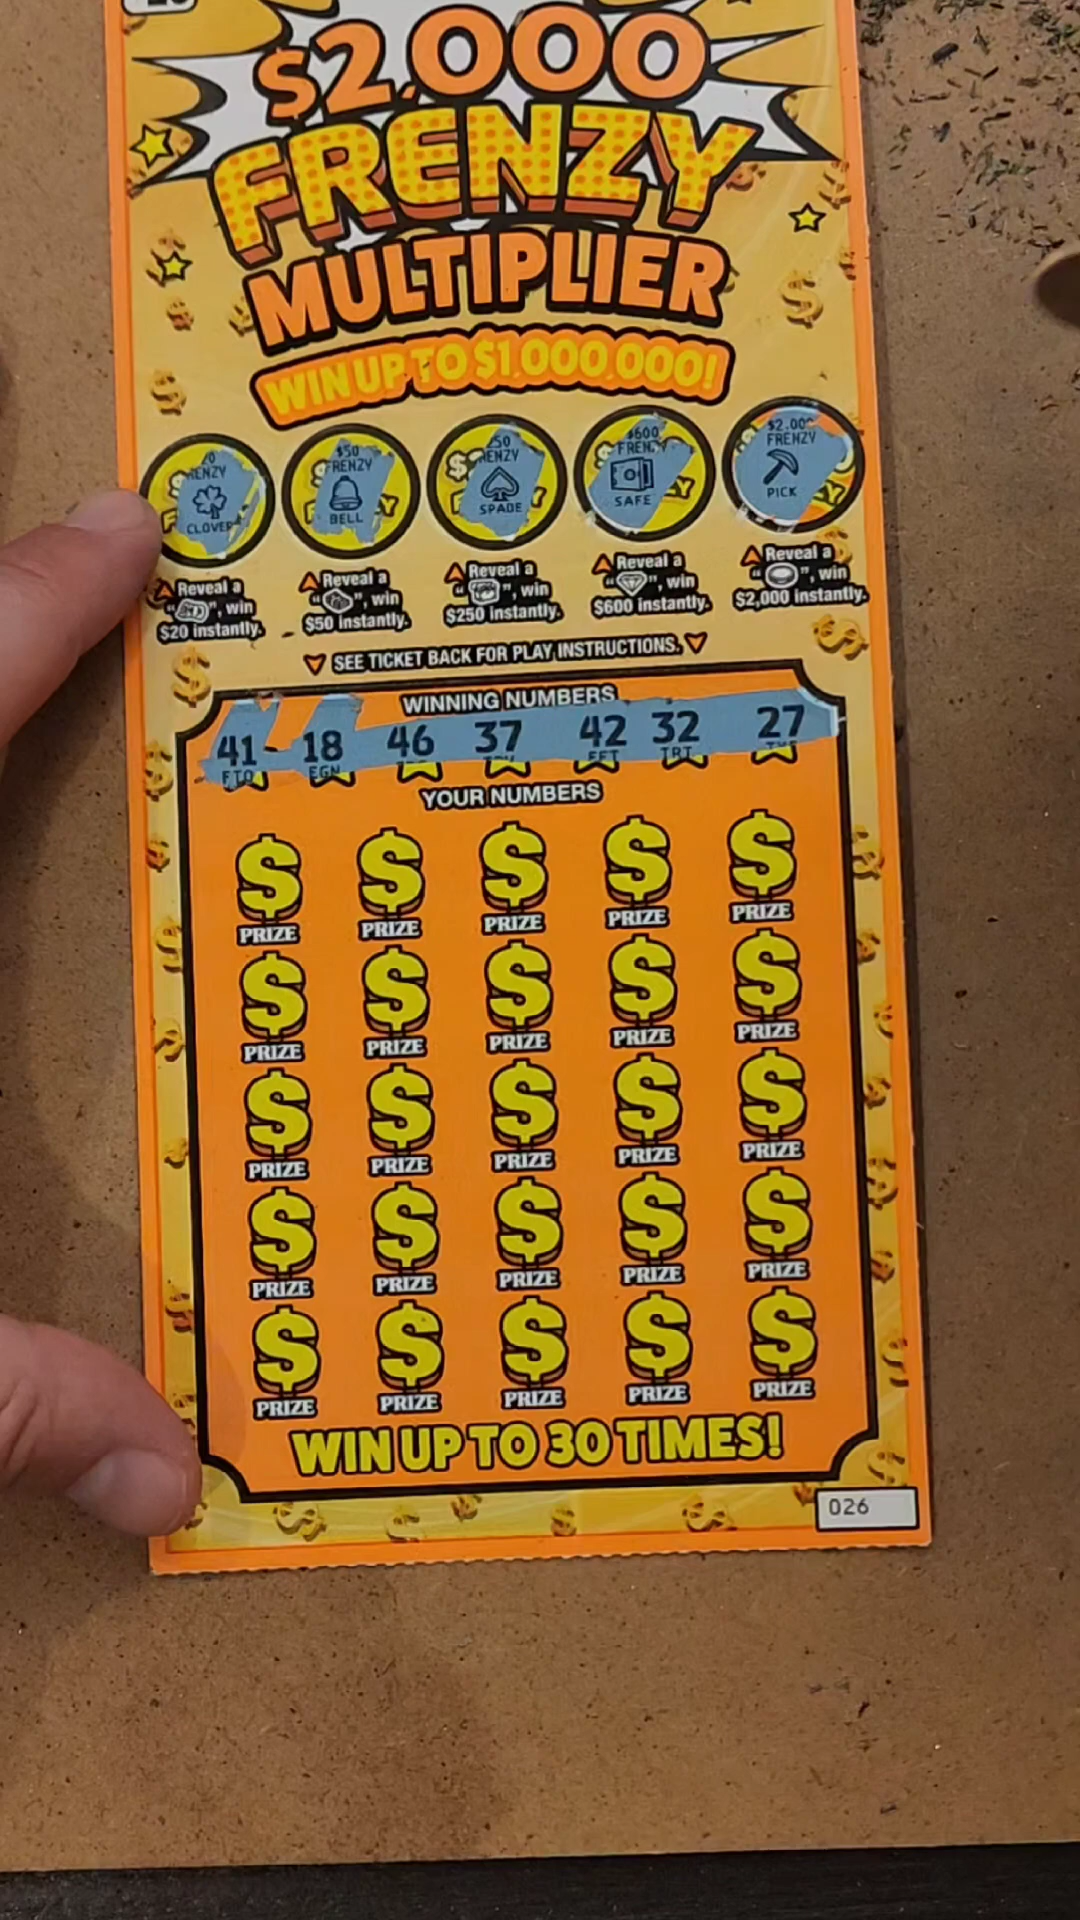 $2,000
FRENZY
MULTIPLIER
WIN UP TO $1,000,000!
CLOVER
$50
FRENZY
BELL
SPADE
$600
SAFE
$2,000
FRENZY
PICK
Reveal a
" ", win
$20 instantly.
Reveal a
" ", win
$50 instantly.
Reveal a
" ", win
$250 instantly.
Reveal a
" ", win
$600 instantly.
Reveal a
" ", win
$2,000 instantly.
SEE TICKET BACK FOR PLAY INSTRUCTIONS.
WINNING NUMBERS
41 18 46 37 42 32 27
FTO EGN FRT TRT
YOUR NUMBERS
$ $ $ $ $
PRIZE PRIZE PRIZE PRIZE PRIZE
$ $ $ $ $
PRIZE PRIZE PRIZE PRIZE PRIZE
$ $ $ $ $
PRIZE PRIZE PRIZE PRIZE PRIZE
$ $ $ $ $
PRIZE PRIZE PRIZE PRIZE PRIZE
$ $ $ $ $
PRIZE PRIZE PRIZE PRIZE PRIZE
WIN UP TO 30 TIMES!
026